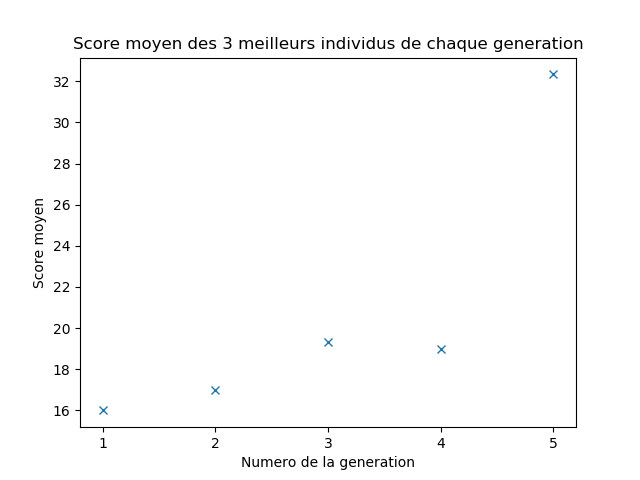 Score moyen des 3 meilleurs individus de chaque generation
32
30
28
26
24
22
20
18
16
Score moyen
1 2 3 4 5
Numero de la generation